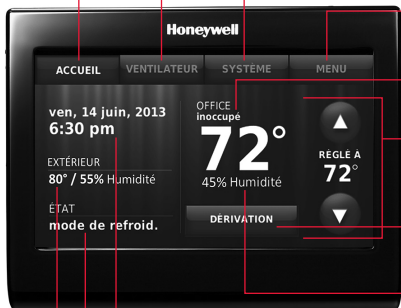 Honeywell
ACCUEIL VENTILATEUR SYSTÈME MENU
ven, 14 juin, 2013
6:30 pm
EXTÉRIEUR
80° / 55% Humidité
ÉTAT
mode de refroid.
OFFICE
inoccupé
72°
45% Humidité
DÉRIVATION
RÉGLÉ À
72°